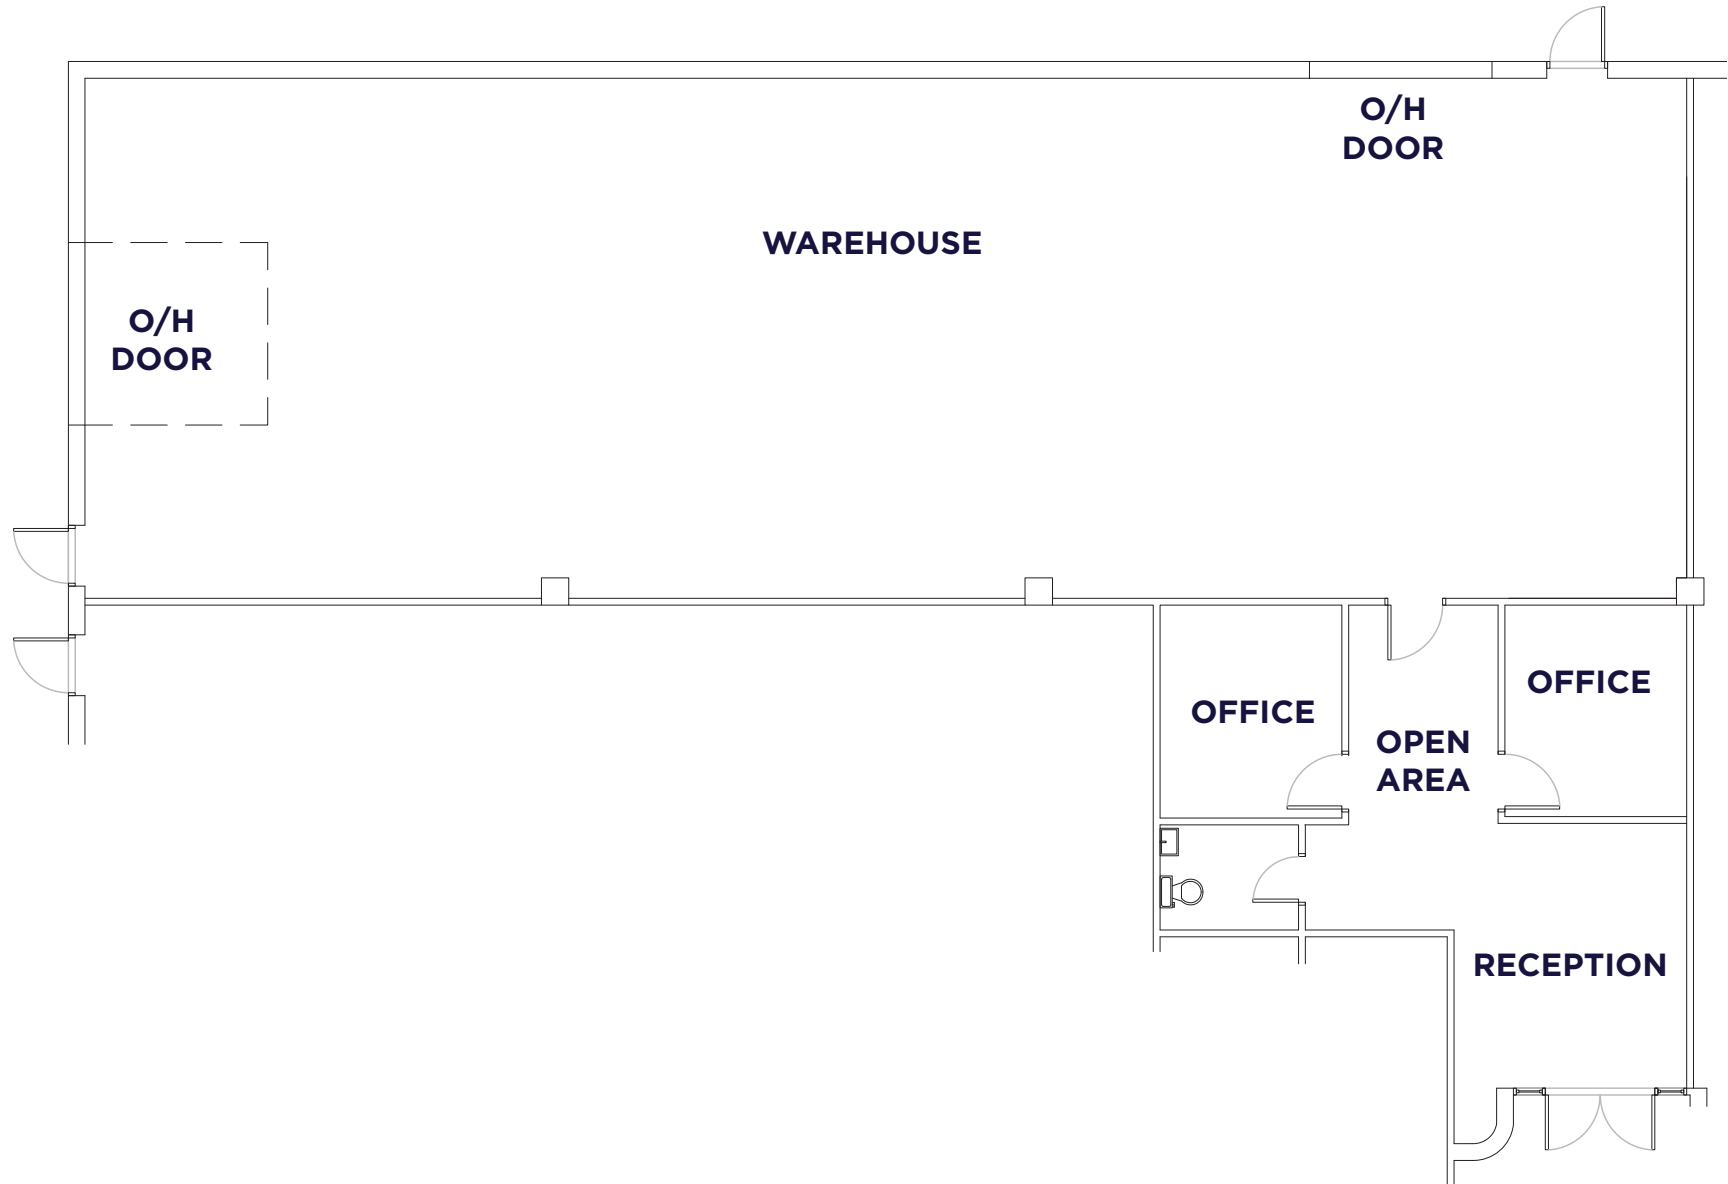 O/H
DOOR
WAREHOUSE
O/H
DOOR
OFFICE
OFFICE
OPEN
AREA
RECEPTION